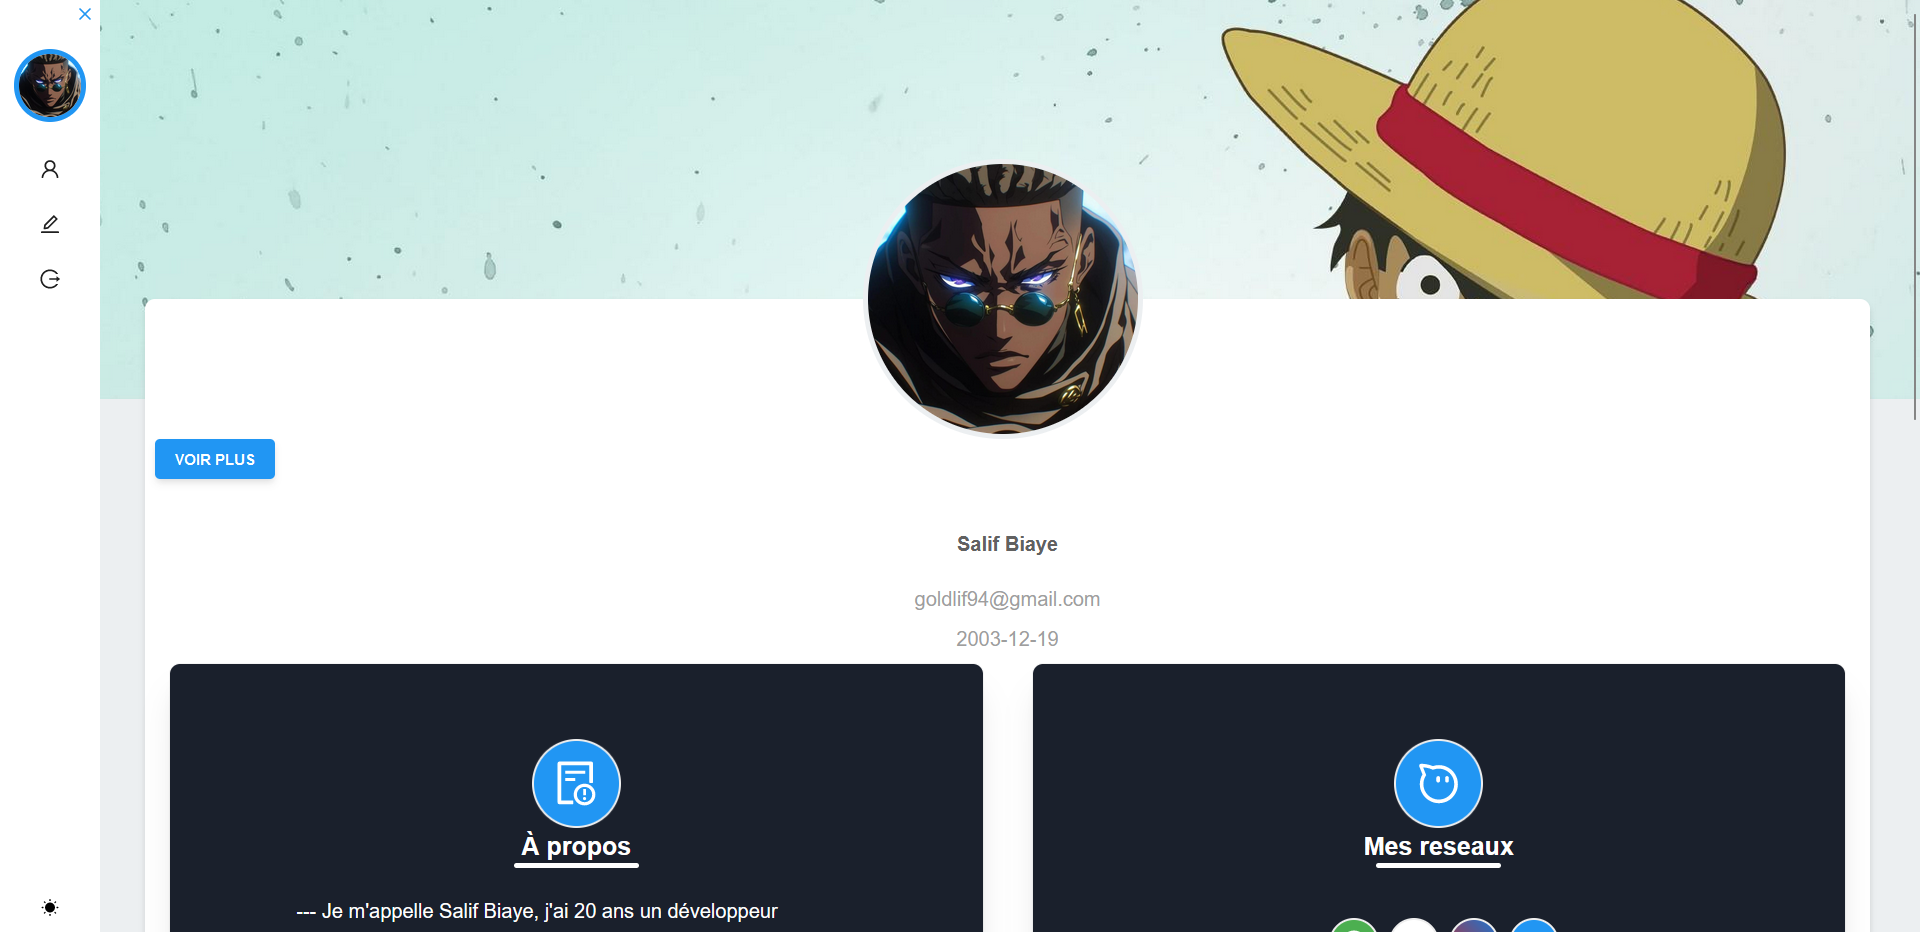 VOIR PLUS
Salif Biaye
goldlif94@gmail.com
2003-12-19
À propos
--- Je m'appelle Salif Biaye, j'ai 20 ans un développeur
Mes reseaux